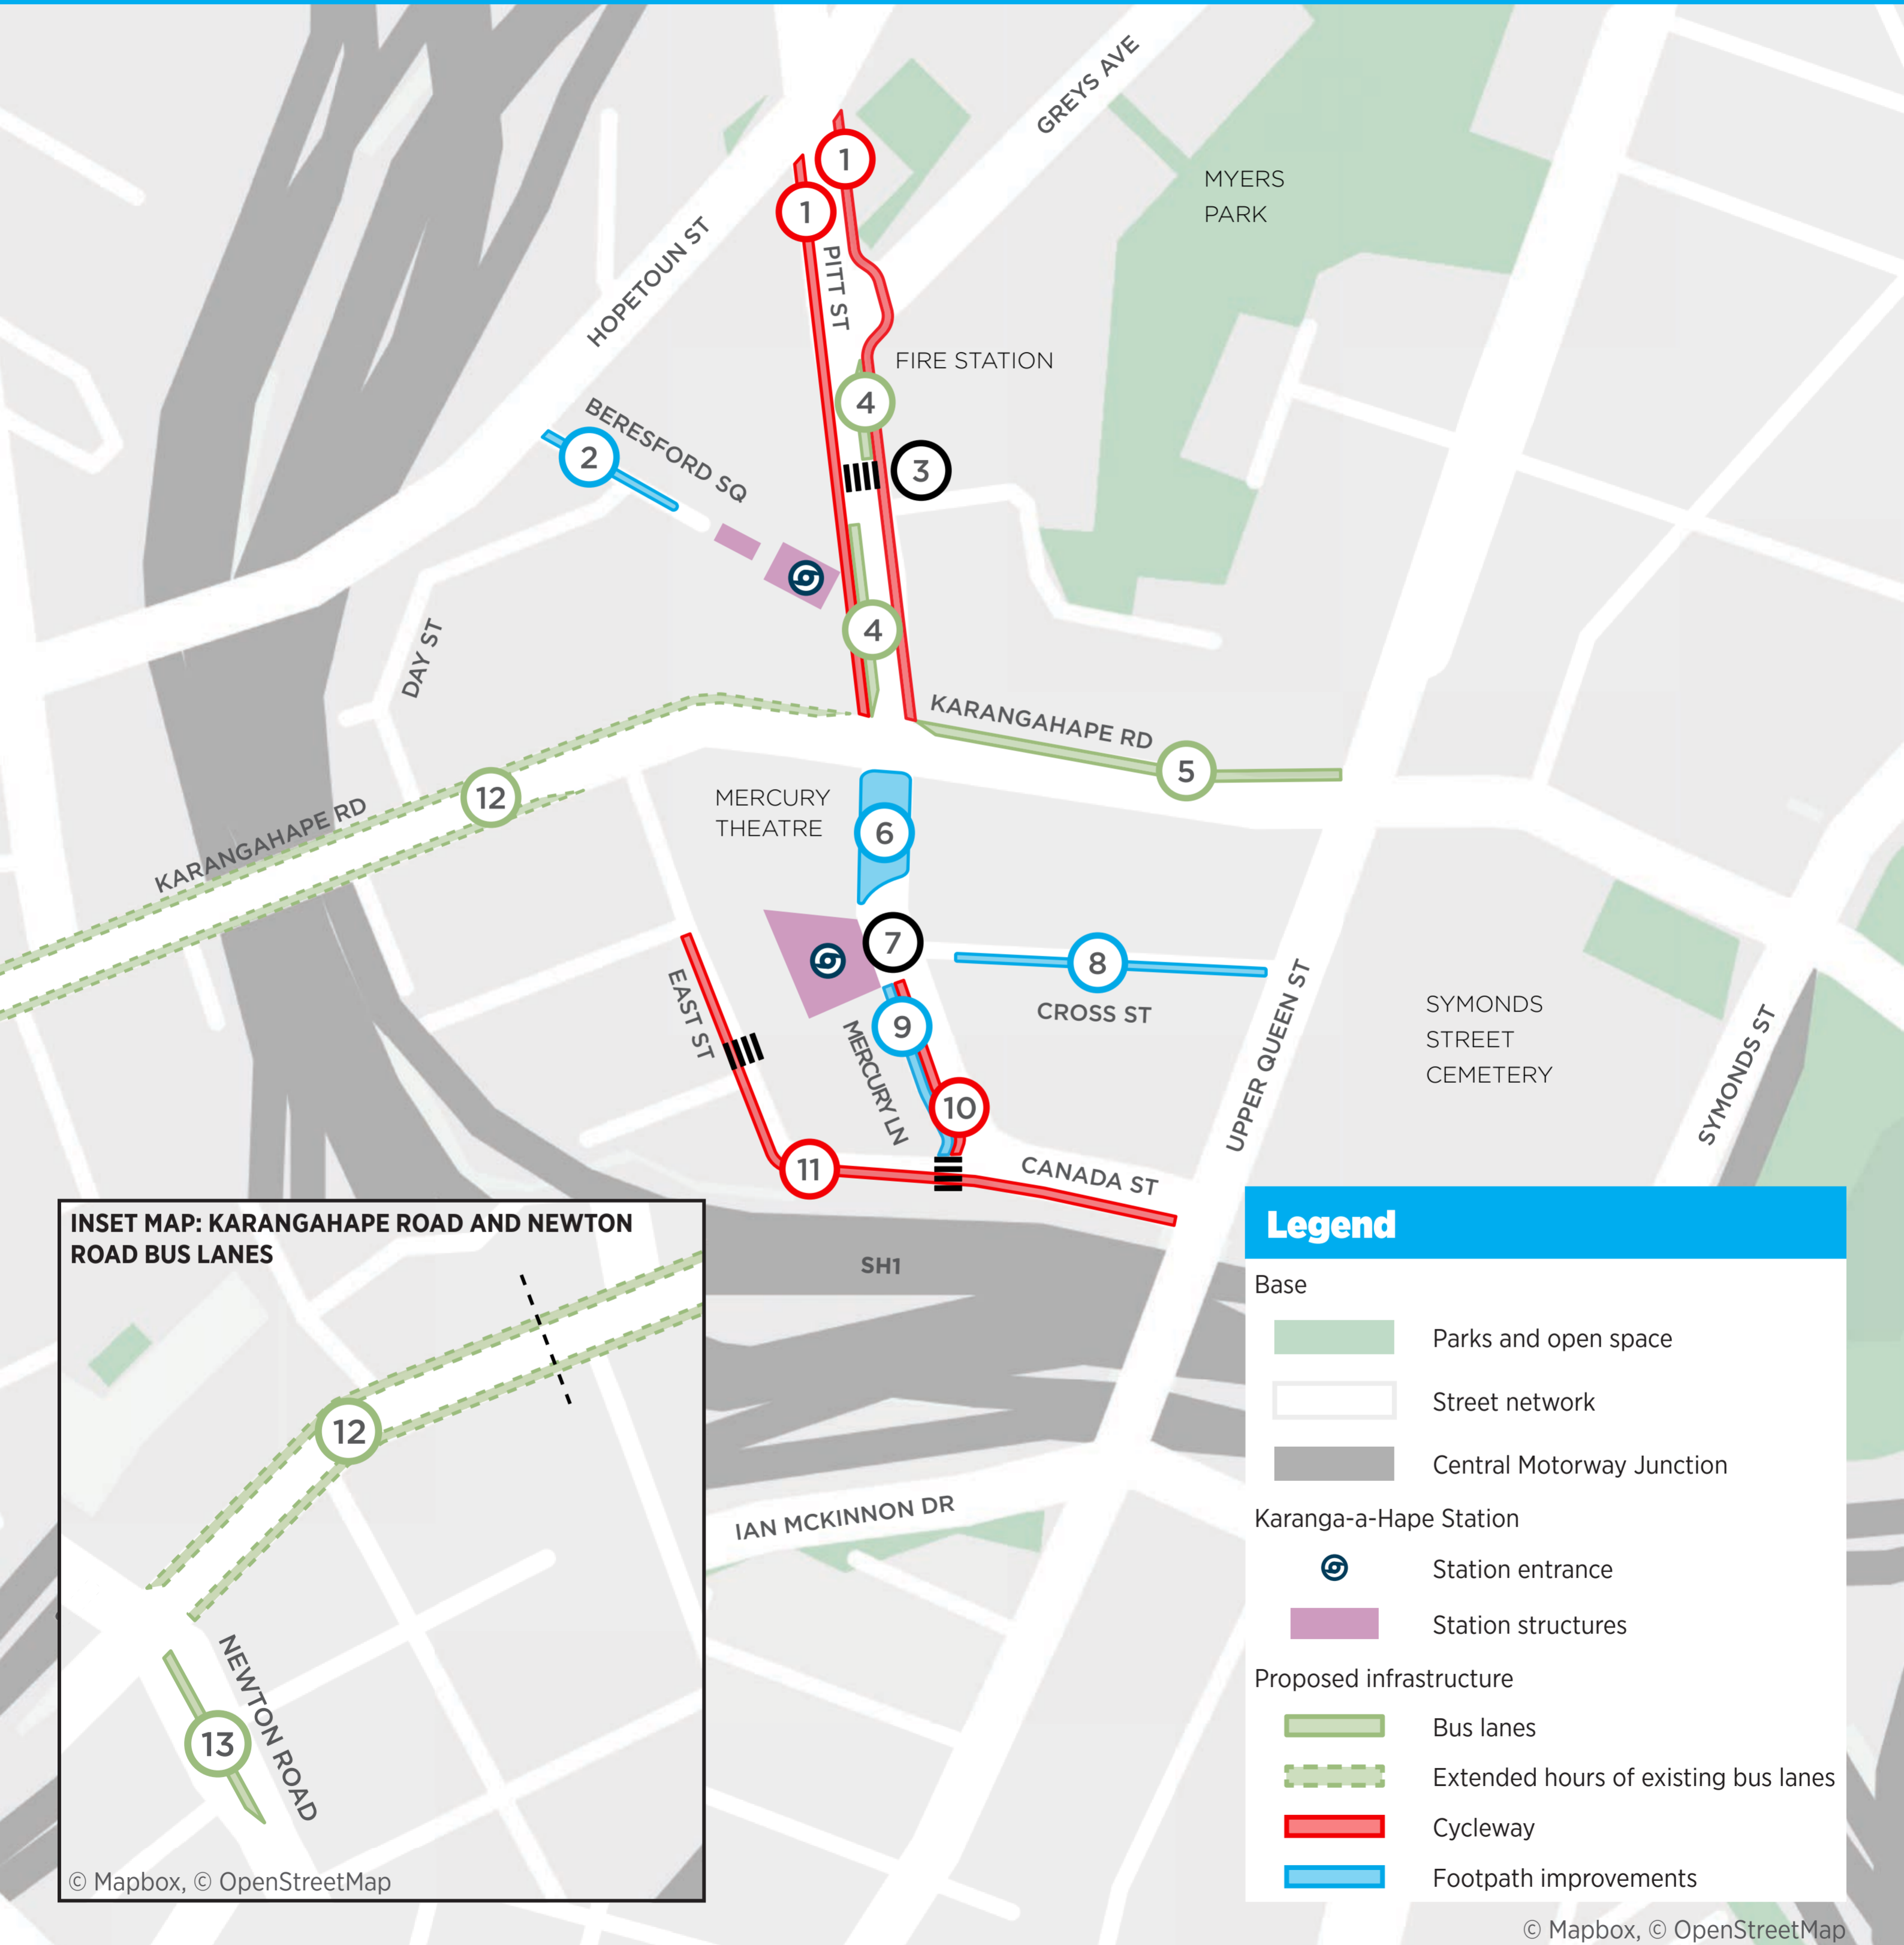 GREYS AVE
1
MYERS
PARK
1
HOPETOUN ST
PITT ST
FIRE STATION
4
BERESFORD SQ
2
3
4
DAY ST
KARANGAHAPE RD
5
12
MERCURY
THEATRE
6
KARANGAHAPE RD
7
8
EAST ST
CROSS ST
9
MERCURY LN
UPPER QUEEN ST
SYMONDS
STREET
CEMETERY
SYMONDS ST
10
11
CANADA ST
SH1
IAN MCKINNON DR
INSET MAP: KARANGAHAPE ROAD AND NEWTON
ROAD BUS LANES
12
NEWTON ROAD
13
© Mapbox, © OpenStreetMap
Legend
Base
Parks and open space
Street network
Central Motorway Junction
Karanga-a-Hape Station
Station entrance
Station structures
Proposed infrastructure
Bus lanes
Extended hours of existing bus lanes
Cycleway
Footpath improvements
© Mapbox, © OpenStreetMap